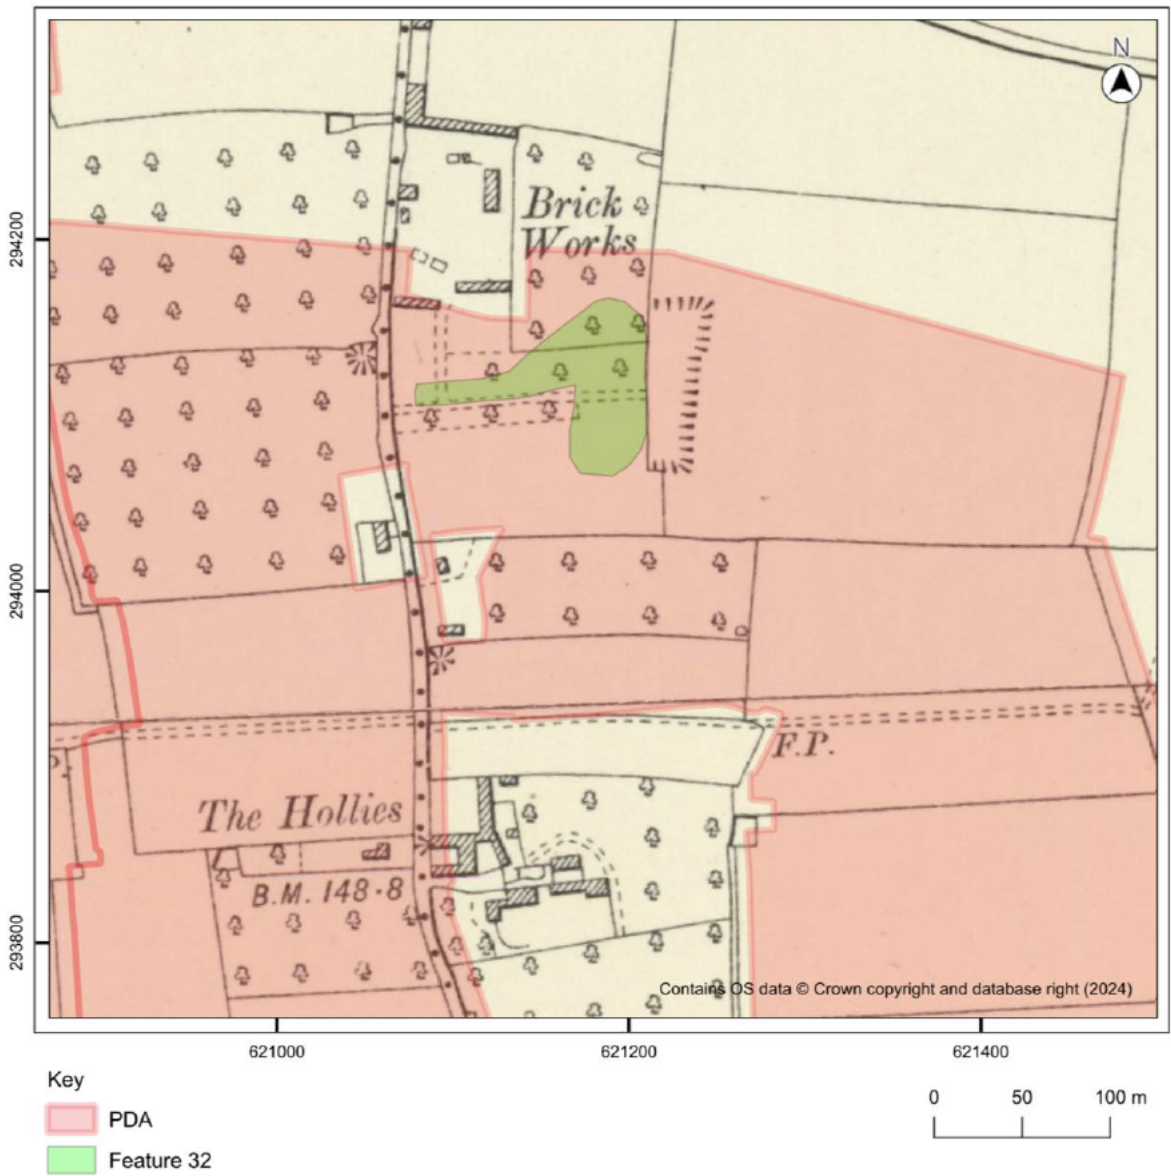 N
Brick
Works
294200
294000
F.P.
The Hollies
P.
B.M. 148·8
293800
Contains OS data © Crown copyright and database right (2024)
621000
621200
621400
Key
PDA
Feature 32
0 50 100 m